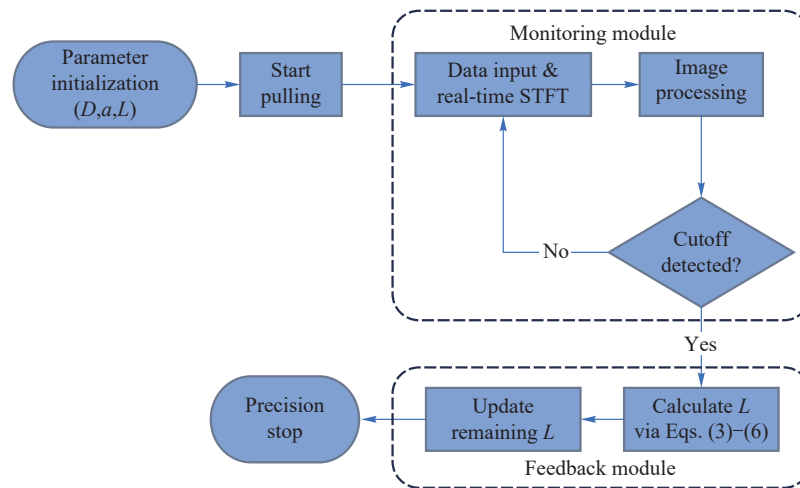 Monitoring module
Parameter
initialization
(D,a,L)
Start
pulling
Data input &
real-time STFT
Image
processing
Cutoff
detected?
No
Yes
Calculate L
via Eqs. (3)−(6)
Update
remaining L
Precision
stop
Feedback module